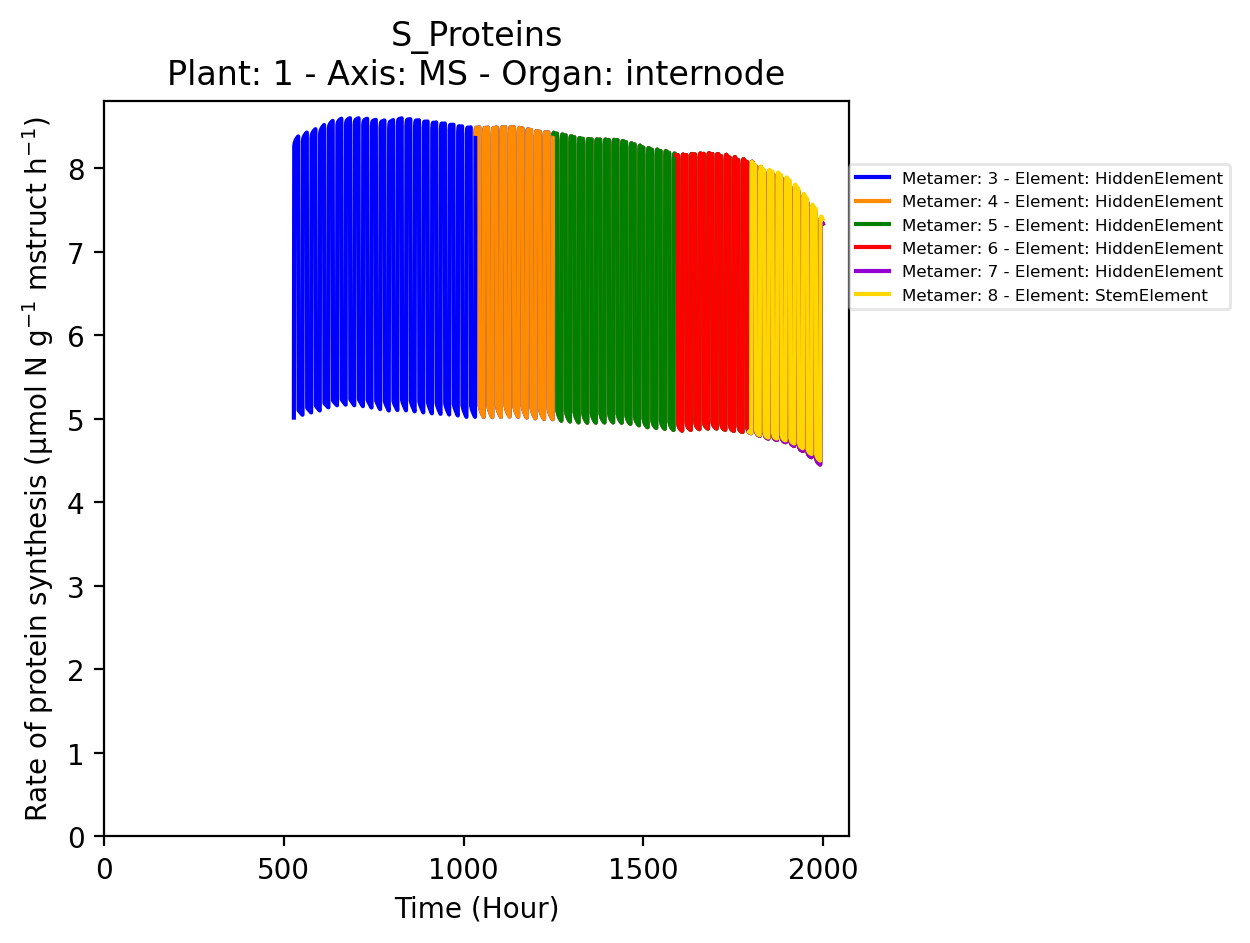 S_Proteins
Plant: 1 - Axis: MS - Organ: internode
Rate of protein synthesis (µmol N g⁻¹ mstruct h⁻¹)
8
7
6
5
4
3
2
1
0
Metamer: 3 - Element: HiddenElement
Metamer: 4 - Element: HiddenElement
Metamer: 5 - Element: HiddenElement
Metamer: 6 - Element: HiddenElement
Metamer: 7 - Element: HiddenElement
Metamer: 8 - Element: StemElement
0 500 1000 1500 2000
Time (Hour)